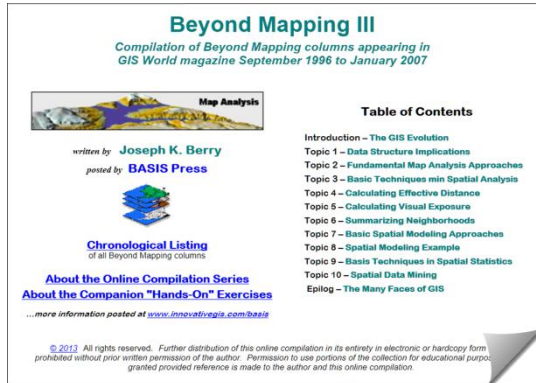 Beyond Mapping III
Compilation of Beyond Mapping columns appearing in
GIS World magazine September 1996 to January 2007
Map Analysis
written by Joseph K. Berry
posted by BASIS Press
Chronological Listing
of all Beyond Mapping columns
About the Online Compilation Series
About the Companion "Hands-On" Exercises
...more information posted at www.innovativegis.com/basis
Table of Contents
Introduction – The GIS Evolution
Topic 1 – Data Structure Implications
Topic 2 – Fundamental Map Analysis Approaches
Topic 3 – Basic Techniques min Spatial Analysis
Topic 4 – Calculating Effective Distance
Topic 5 – Calculating Visual Exposure
Topic 6 – Summarizing Neighborhoods
Topic 7 – Basic Spatial Modeling Approaches
Topic 8 – Spatial Modeling Example
Topic 9 – Basis Techniques in Spatial Statistics
Topic 10 – Spatial Data Mining
Epilog – The Many Faces of GIS
© 2013 All rights reserved. Further distribution of this online compilation in its entirety in electronic or hardcopy form
prohibited without prior written permission of the author. Permission to use portions of the collection for educational
granted provided reference is made to the author and this online compilation.